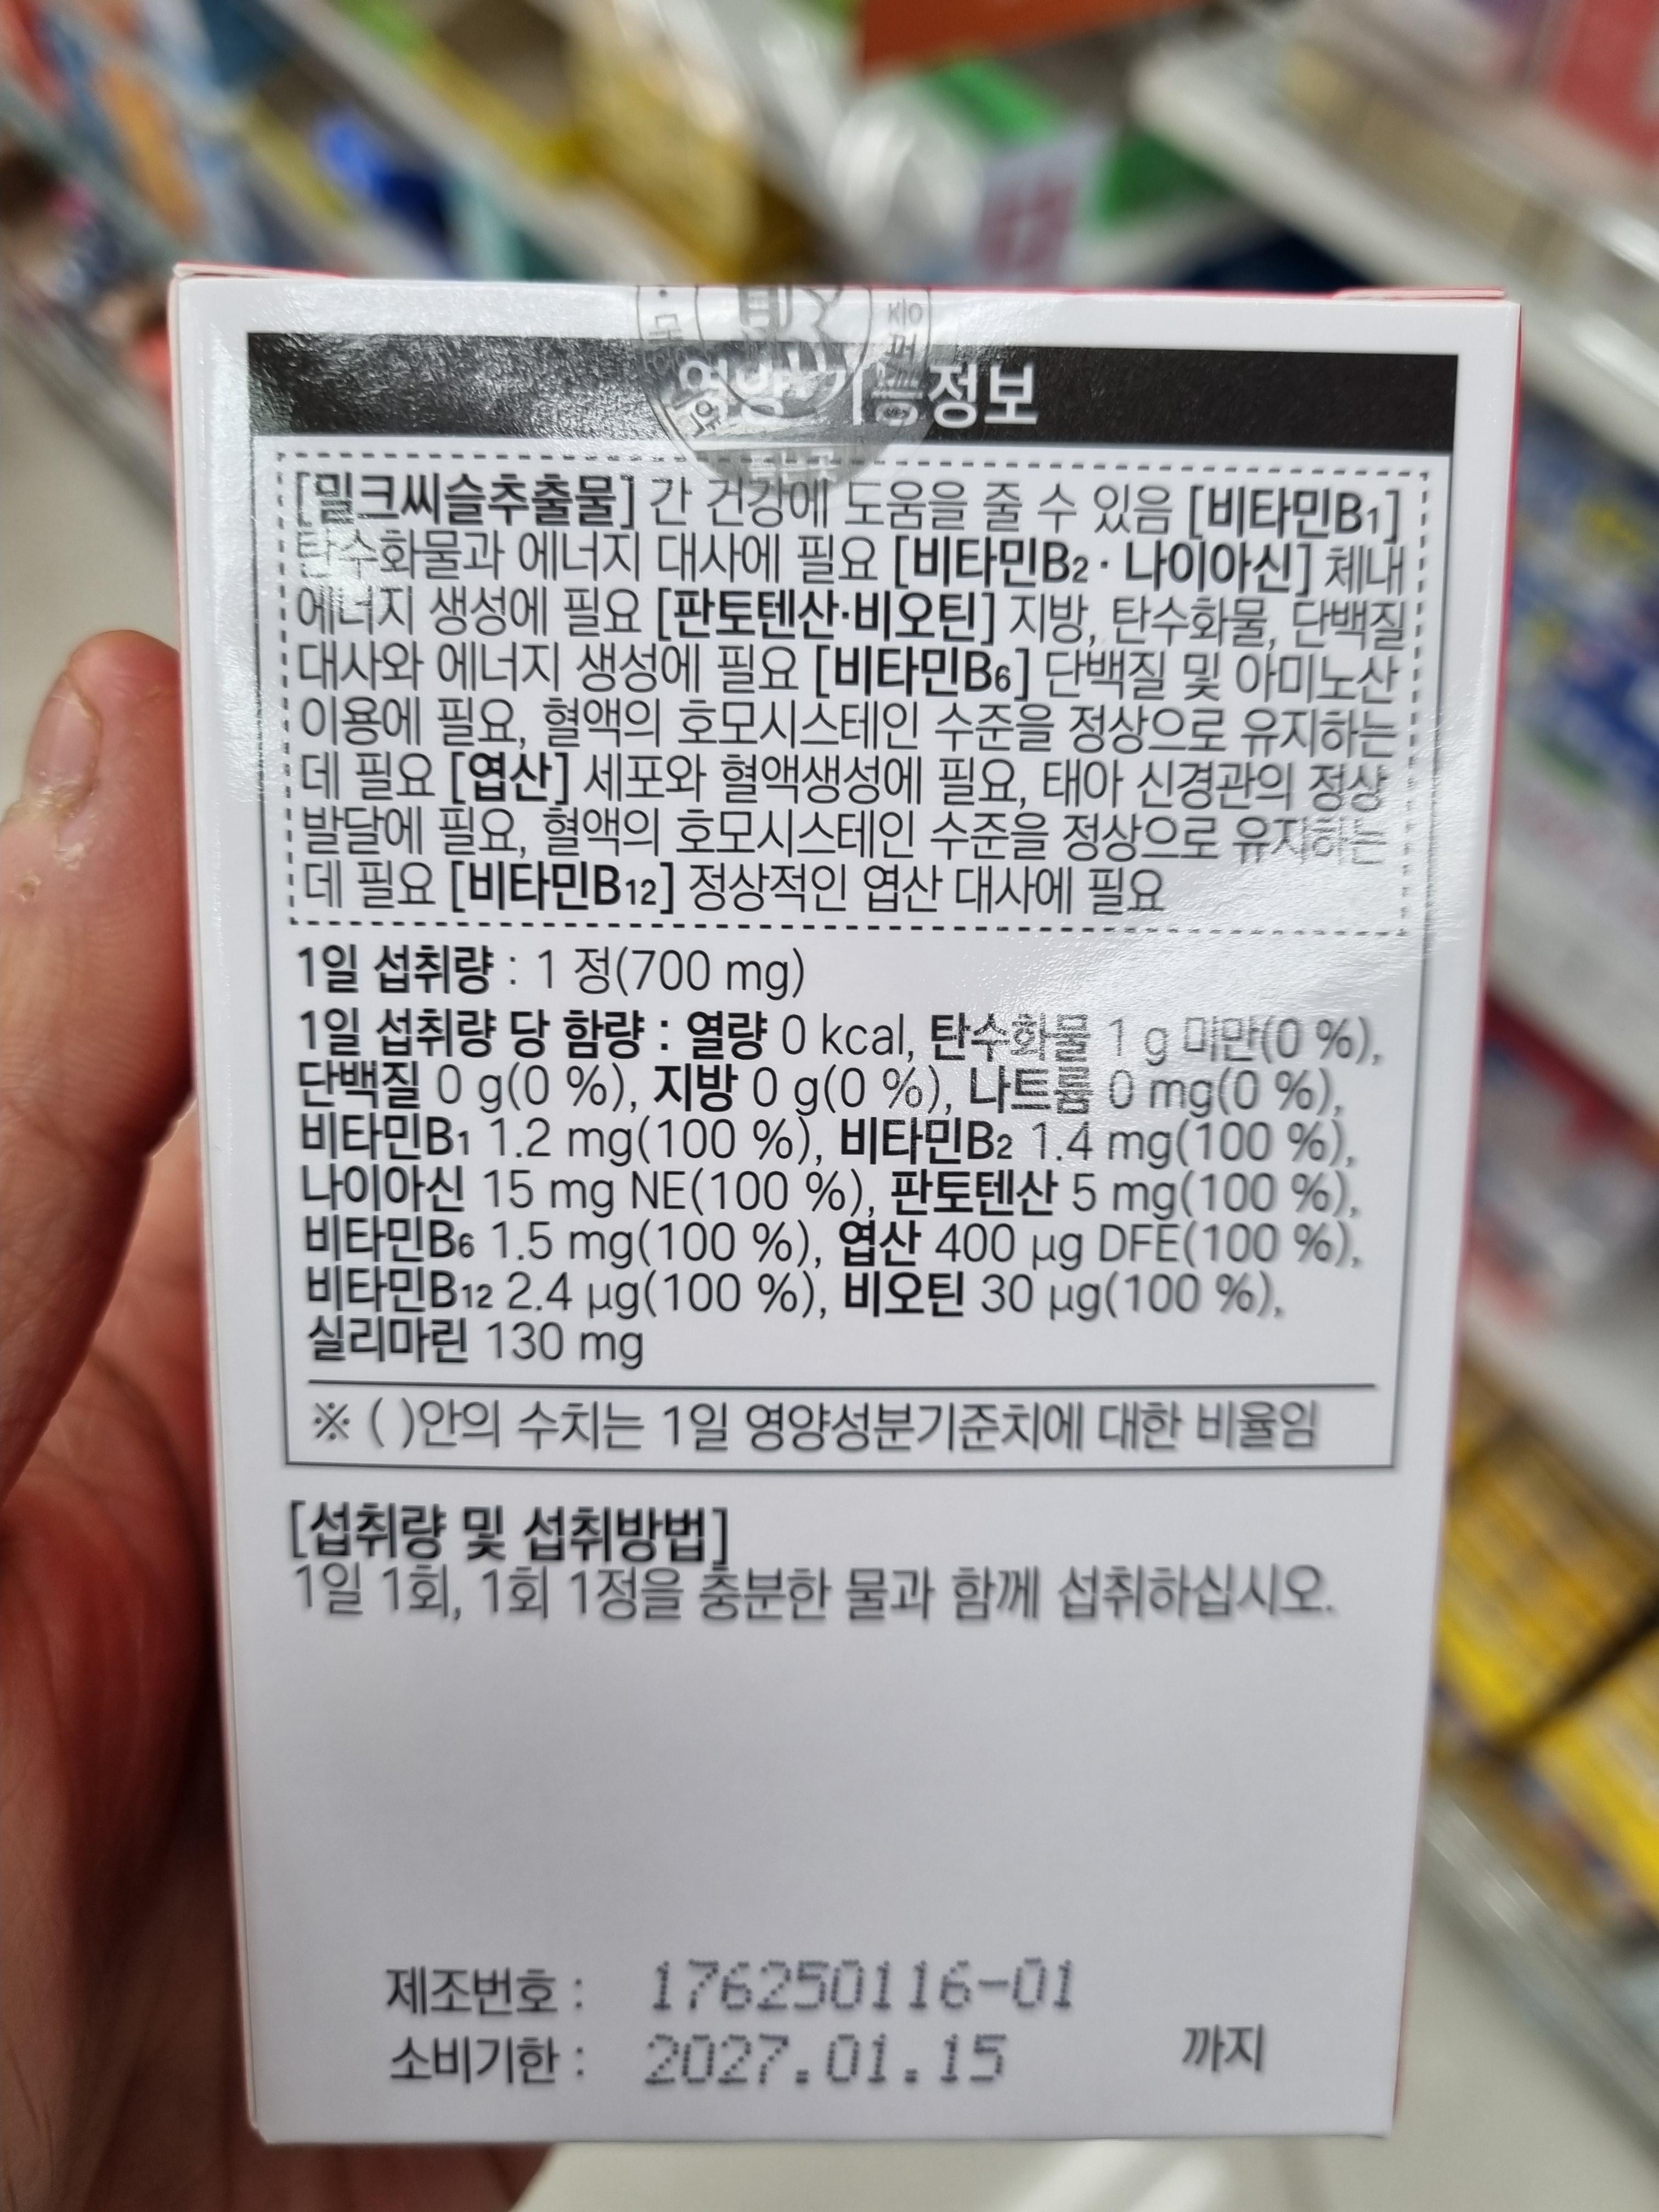 영양·기능정보
[밀크씨슬추출물] 간 건강에 도움을 줄 수 있음 [비타민B1]
탄수화물과 에너지 대사에 필요 [비타민B2 · 나이아신] 체내
에너지 생성에 필요 [판토텐산·비오틴] 지방, 탄수화물, 단백질
대사와 에너지 생성에 필요 [비타민B6] 단백질 및 아미노산
이용에 필요, 혈액의 호모시스테인 수준을 정상으로 유지하는
데 필요 [엽산] 세포와 혈액생성에 필요, 태아 신경관의 정상
발달에 필요, 혈액의 호모시스테인 수준을 정상으로 유지하는
데 필요 [비타민B12] 정상적인 엽산 대사에 필요
1일 섭취량 : 1 정(700 mg)
1일 섭취량 당 함량 : 열량 0 kcal, 탄수화물 1 g 미만(0 %),
단백질 0 g(0 %), 지방 0 g(0 %), 나트륨 0 mg(0 %),
비타민B1 1.2 mg(100 %), 비타민B2 1.4 mg(100 %),
나이아신 15 mg NE(100 %), 판토텐산 5 mg(100 %),
비타민B6 1.5 mg(100 %), 엽산 400 µg DFE(100 %),
비타민B12 2.4 µg(100 %), 비오틴 30 µg(100 %),
실리마린 130 mg
※ ( )안의 수치는 1일 영양성분기준치에 대한 비율임
[섭취량 및 섭취방법]
1일 1회, 1회 1정을 충분한 물과 함께 섭취하십시오.
제조번호 : 176250116-01
소비기한 : 2027.01.15 까지